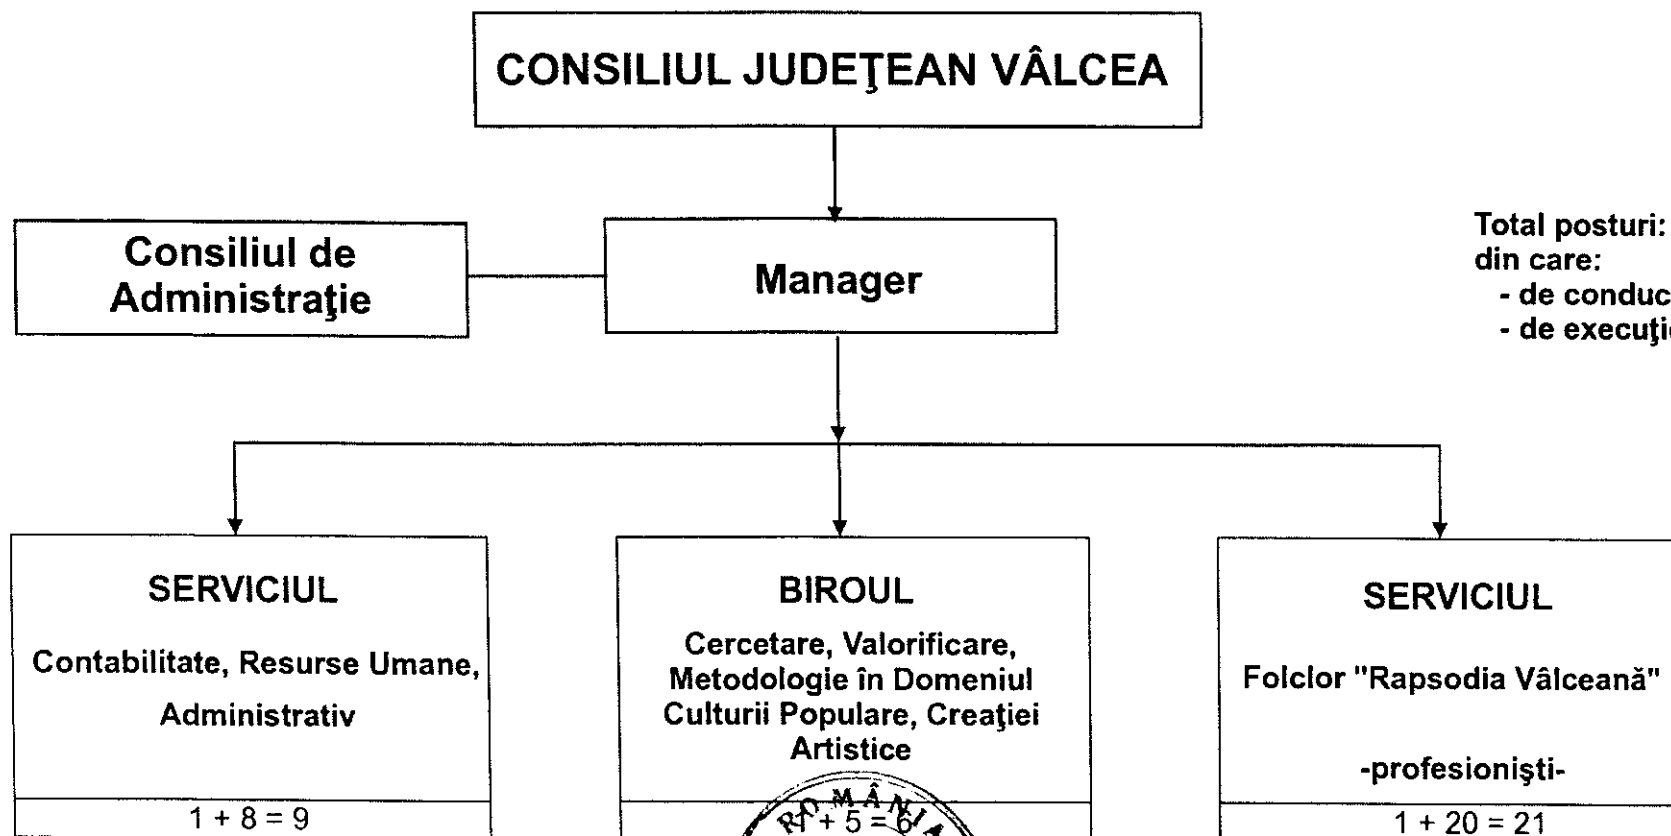 CONSILIUL JUDEŢEAN VÂLCEA
Consiliul de
Administraţie
Manager
Total posturi:
din care:
- de conduc
- de execuţi
SERVICIUL
Contabilitate, Resurse Umane,
Administrativ
1 + 8 = 9
BIROUL
Cercetare, Valorificare,
Metodologie în Domeniul
Culturii Populare, Creaţiei
Artistice
+ 5 = 6
ROMÂNIA
SERVICIUL
Folclor "Rapsodia Vâlceană"
-profesionişti-
1 + 20 = 21